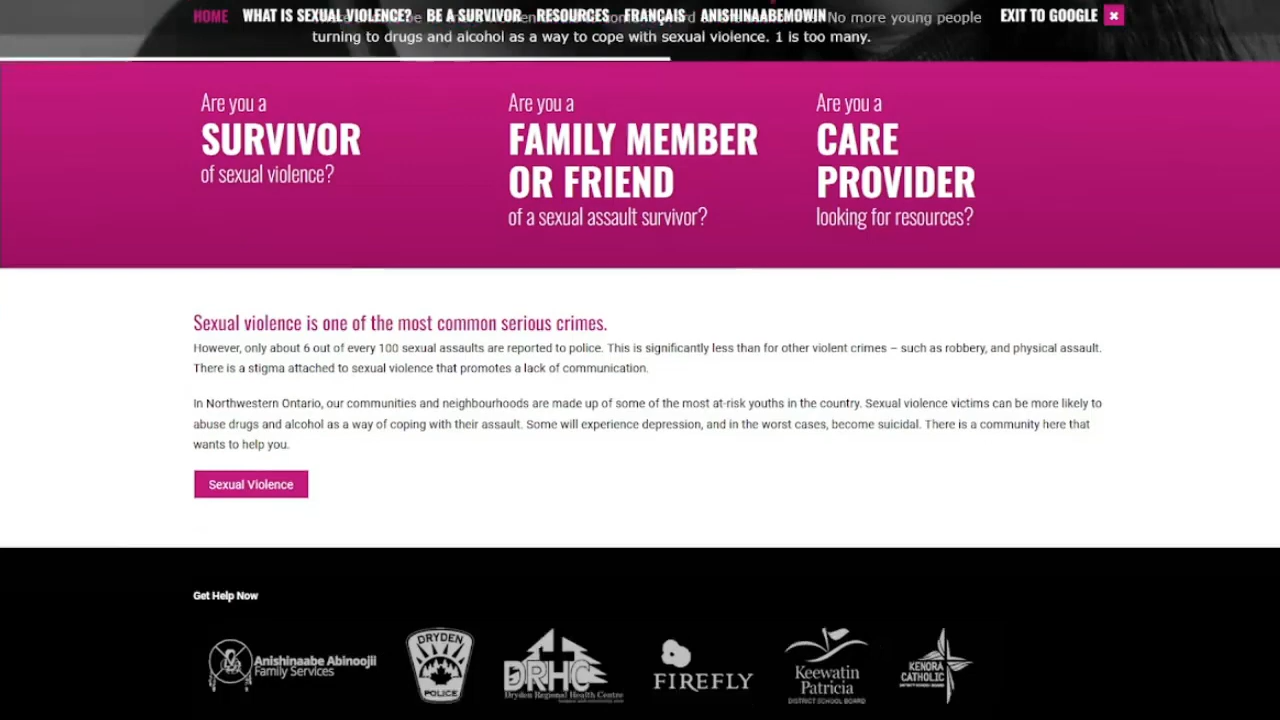 HOME WHAT IS SEXUAL VIOLENCE? BE A SURVIVOR RESOURCES FRANÇAIS ANISHINAABEMOWIN EXIT TO GOOGLE
No more young people
turning to drugs and alcohol as a way to cope with sexual violence. 1 is too many.
Are you a
SURVIVOR
of sexual violence?
Are you a
FAMILY MEMBER
OR FRIEND
of a sexual assault survivor?
Are you a
CARE
PROVIDER
looking for resources?
Sexual violence is one of the most common serious crimes.
However, only about 6 out of every 100 sexual assaults are reported to police. This is significantly less than for other violent crimes – such as robbery, and physical assault.
There is a stigma attached to sexual violence that promotes a lack of communication.
In Northwestern Ontario, our communities and neighbourhoods are made up of some of the most at-risk youths in the country. Sexual violence victims can be more likely to
abuse drugs and alcohol as a way of coping with their assault. Some will experience depression, and in the worst cases, become suicidal. There is a community here that
wants to help you.
Sexual Violence
Get Help Now
Anishinaabe Abinoojii
Family Services
DRYDEN
POLICE
DRHC
Dryden Regional Health Centre
FIREFLY
Keewatin
Patricia
DISTRICT SCHOOL BOARD
KENORA
CATHOLIC
DISTRICT SCHOOL BOARD